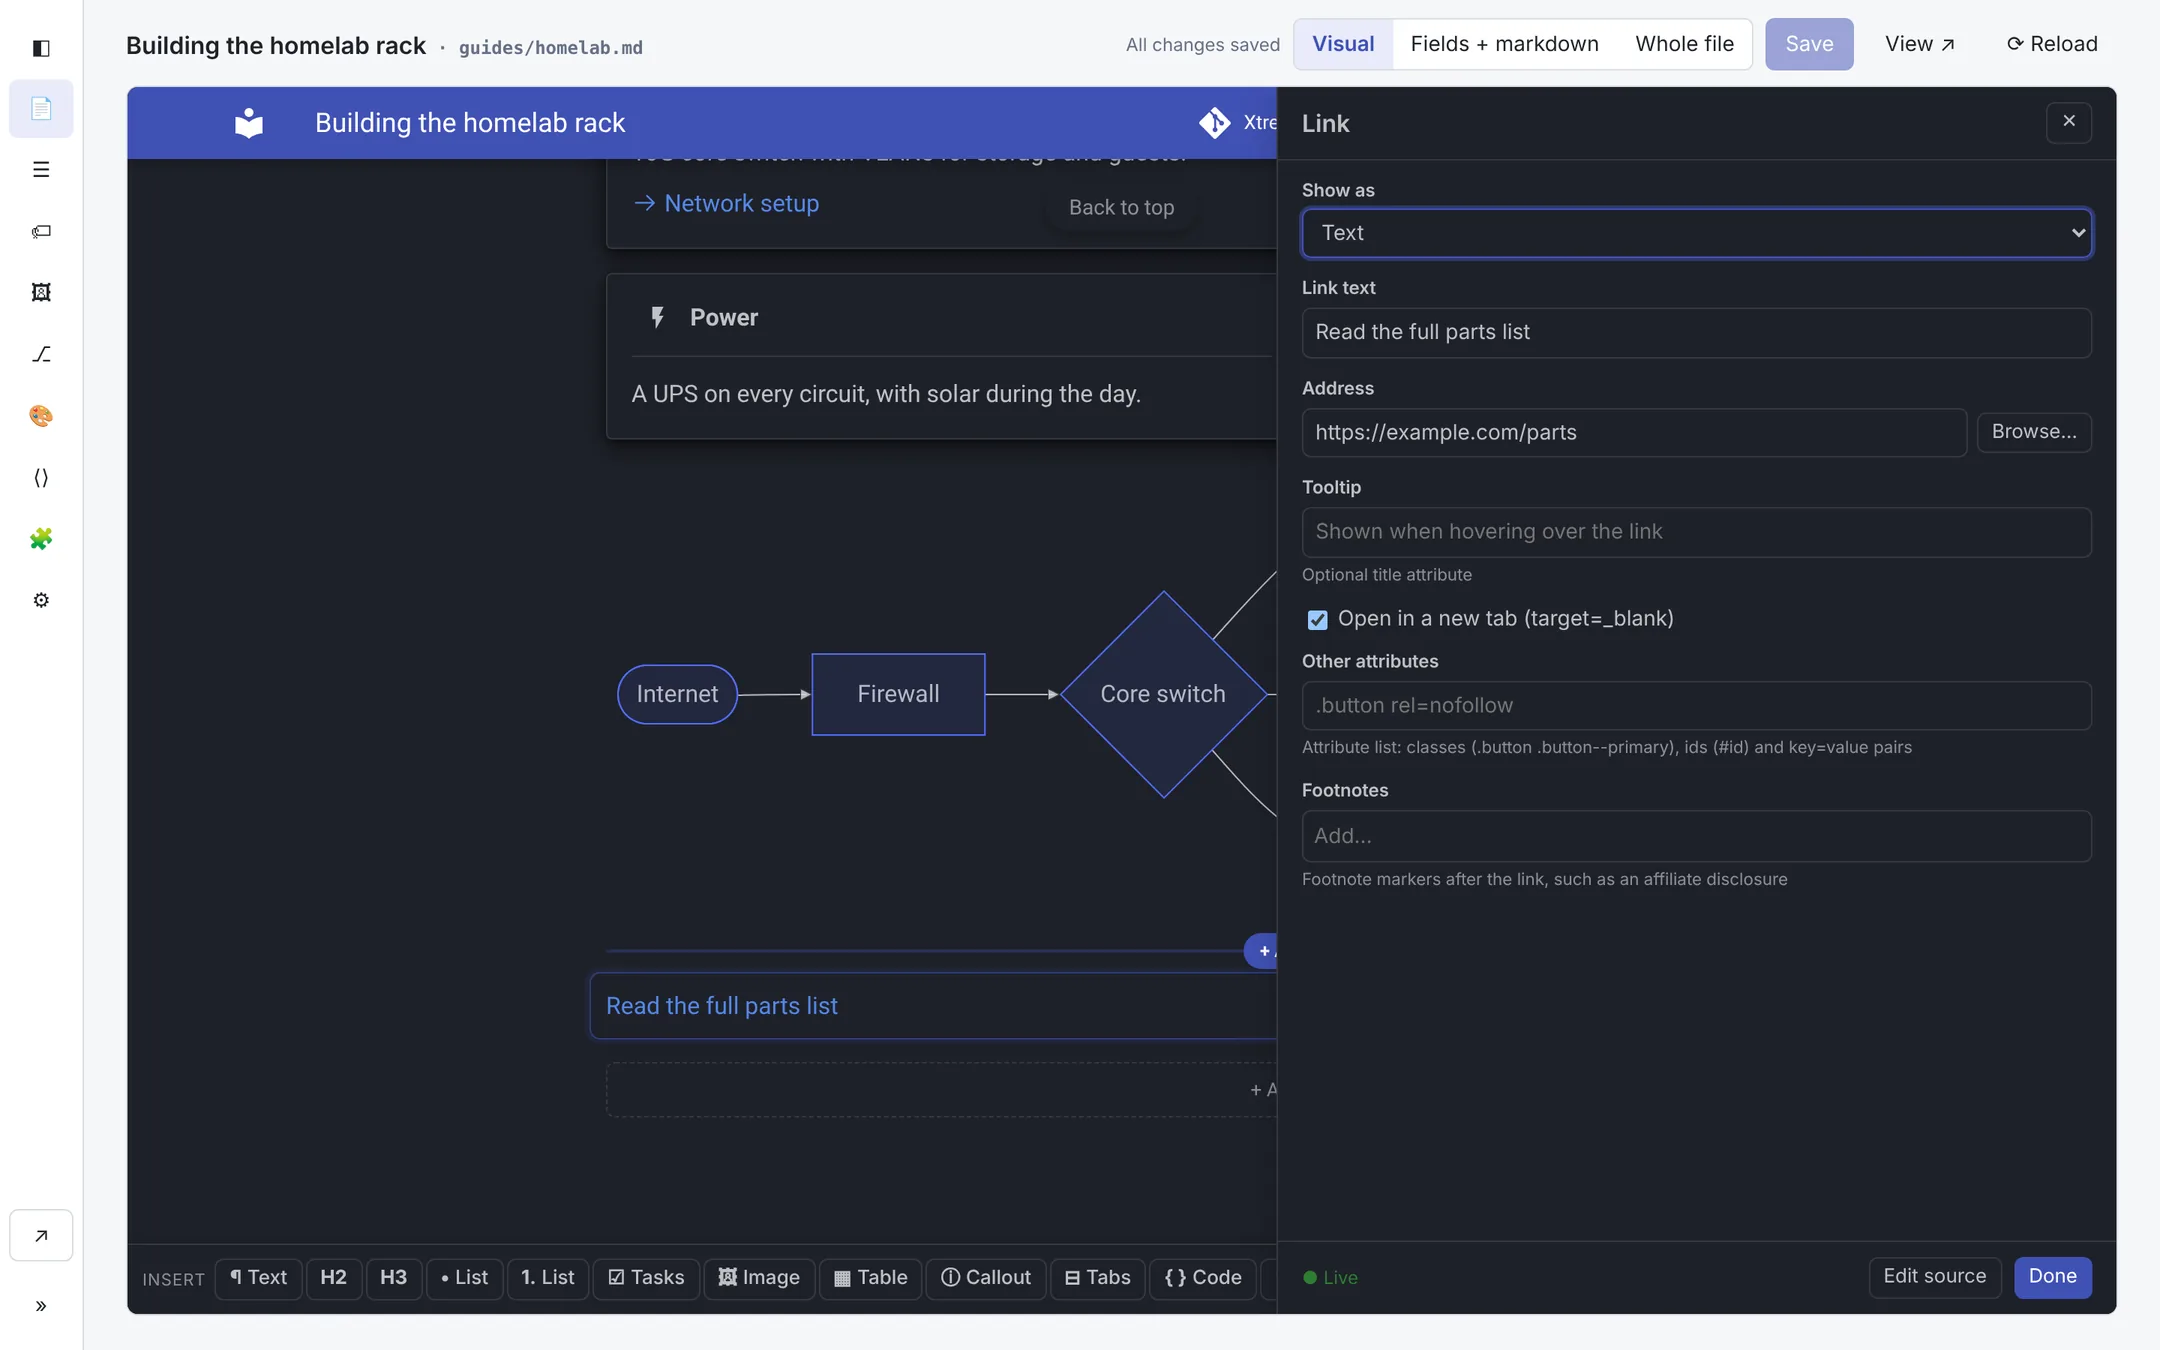 Building the homelab rack · guides/homelab.md
All changes saved
Visual
Fields + markdown
Whole file
Save
View ↗
⟳ Reload
Building the homelab rack
Xtre
Network setup
Back to top
Power
A UPS on every circuit, with solar during the day.
Internet
Firewall
Core switch
Read the full parts list
+ A
INSERT
¶ Text
H2
H3
• List
1. List
Tasks
Image
Table
Callout
Tabs
{} Code
Link
Show as
Text
Link text
Read the full parts list
Address
https://example.com/parts
Browse...
Tooltip
Shown when hovering over the link
Optional title attribute
Open in a new tab (target=_blank)
Other attributes
.button rel=nofollow
Attribute list: classes (.button .button--primary), ids (#id) and key=value pairs
Footnotes
Add...
Footnote markers after the link, such as an affiliate disclosure
Live
Edit source
Done